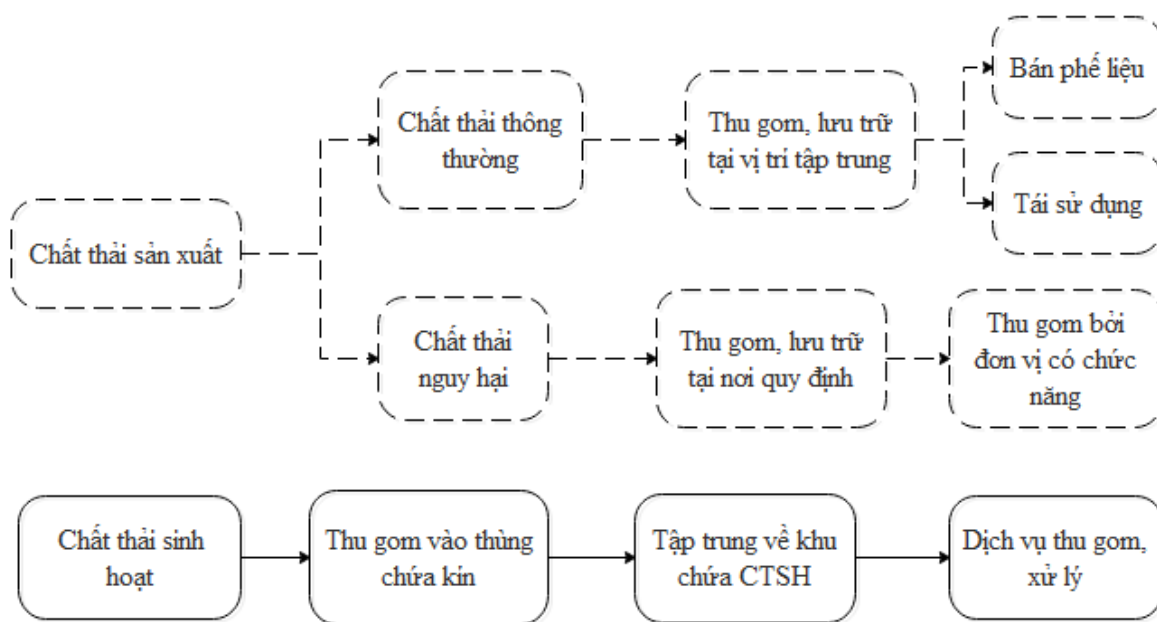 Bán phế liệu
Chất thải thông
thường
Thu gom, lưu trữ
tại vị trí tập trung
Tái sử dụng
Chất thải sản xuất
Chất thải
nguy hại
Thu gom, lưu trữ
tại nơi quy định
Thu gom bởi
đơn vị có chức
năng
Chất thải sinh
hoạt
Thu gom vào thùng
chứa kín
Tập trung về khu
chứa CTSH
Dịch vụ thu gom,
xử lý